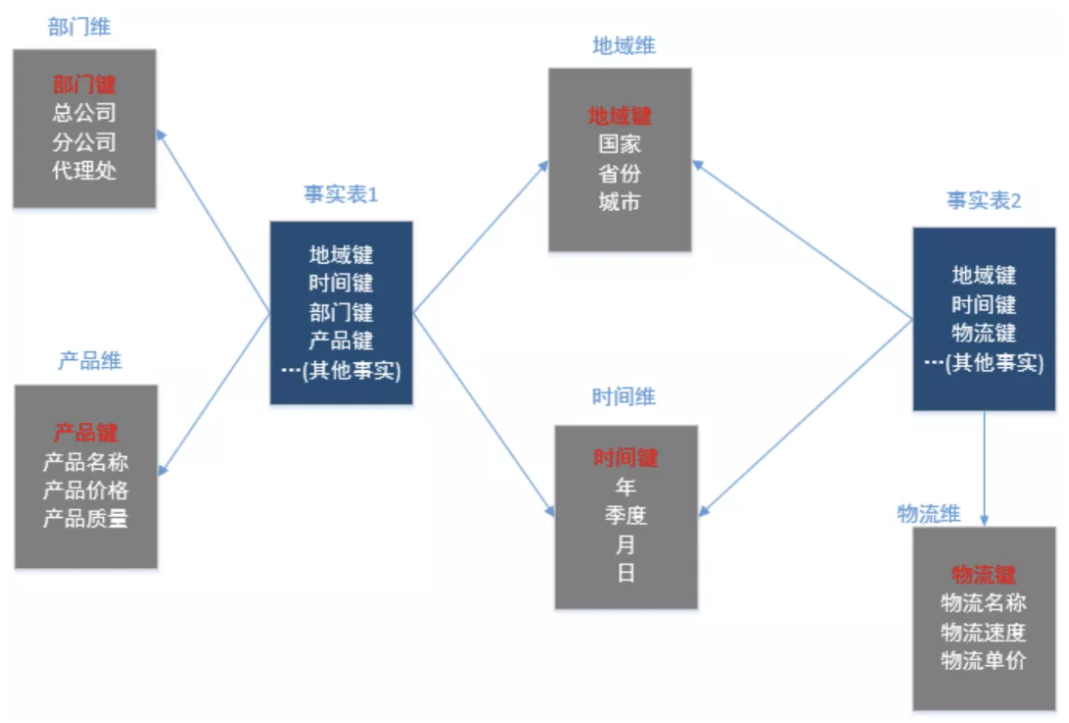 部门维
部门键
总公司
分公司
代理处
地域维
地域键
国家
省份
城市
事实表1
地域键
时间键
部门键
产品键
…(其他事实)
事实表2
地域键
时间键
物流键
…(其他事实)
产品维
产品键
产品名称
产品价格
产品质量
时间维
时间键
年
季度
月
日
物流维
物流键
物流名称
物流速度
物流单价